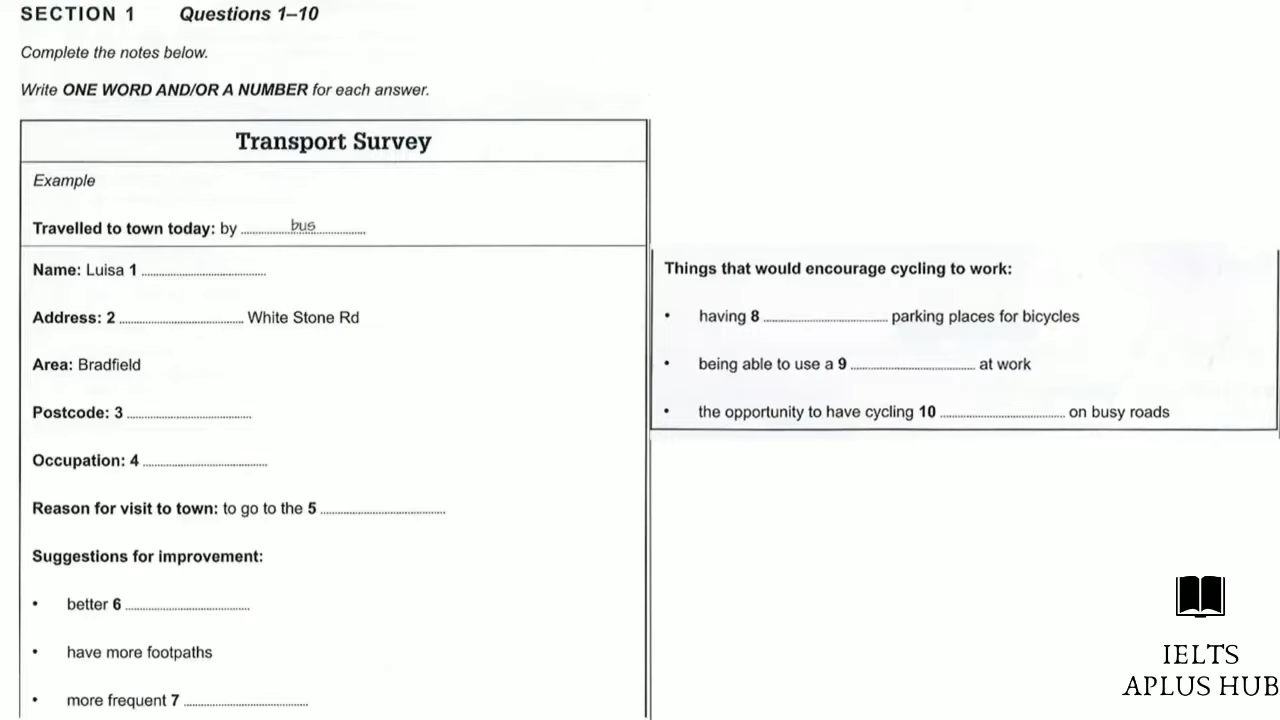 SECTION 1 Questions 1–10
Complete the notes below.
Write ONE WORD AND/OR A NUMBER for each answer.
Transport Survey
Example
Travelled to town today: by ........ bus ........
Name: Luisa 1 ................
Address: 2 ................ White Stone Rd
Area: Bradfield
Postcode: 3 ................
Occupation: 4 ................
Reason for visit to town: to go to the 5 ................
Suggestions for improvement:
• better 6 ................
• have more footpaths
• more frequent 7 ................
Things that would encourage cycling to work:
• having 8 ................ parking places for bicycles
• being able to use a 9 ................ at work
• the opportunity to have cycling 10 ................ on busy roads
IELTS
APLUS HUB